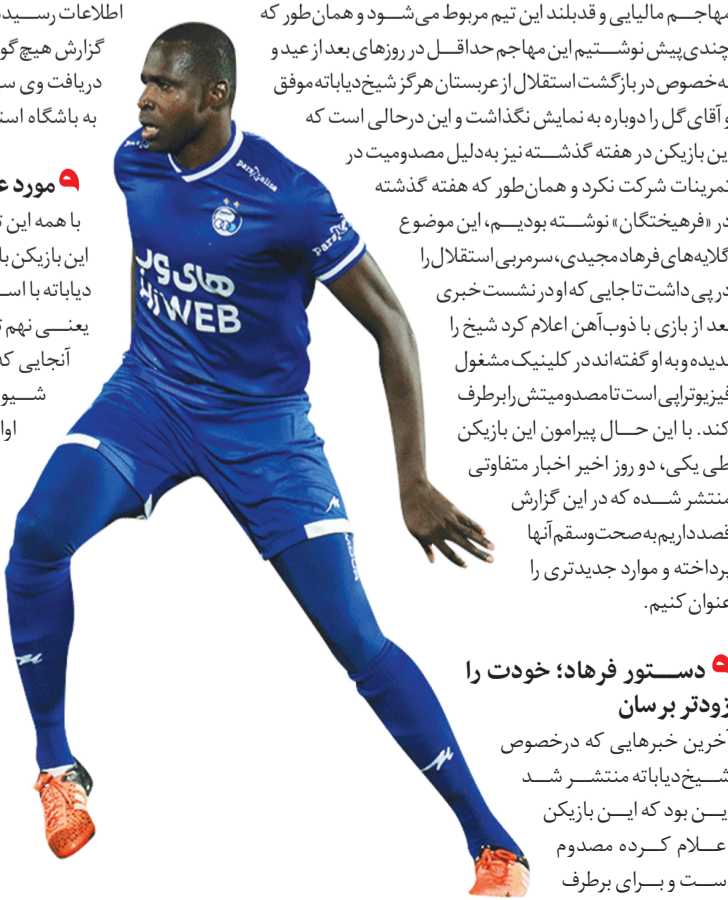 مهاجم مالیایی و قدبلند این تیم مربوط می‌شود و همان‌طور که
چندی پیش نوشتیم این مهاجم حداقل در روزهای بعد از عید و
به‌خصوص در بازگشت استقلال از عربستان هرگز شیخ‌دیاباته موفق
و آقای گل را دوباره به نمایش نگذاشت و این درحالی است که
این بازیکن در هفته گذشته نیز به‌دلیل مصدومیت در
تمرینات شرکت نکرد و همان‌طور که هفته گذشته
در «فرهیختگان» نوشته بودیم، این موضوع
گلایه‌های فرهاد مجیدی، سرمربی استقلال را
درپی داشت تا جایی که او در نشست خبری
بعد از بازی با ذوب‌آهن اعلام کرد شیخ را
ندیده و به او گفته‌اند در کلینیک مشغول
فیزیوتراپی است تا مصدومیتش را برطرف
کند. با این حال پیرامون این بازیکن
طی یکی، دو روز اخیر اخبار متفاوتی
منتشر شده که در این گزارش
قصد داریم به صحت‌وسقم آنها
پرداخته و موارد جدیدتری را
عنوان کنیم.
دستور فرهاد؛ خودت را
زودتر برسان
آخرین خبرهایی که درخصوص
شیخ‌دیاباته منتشر شد
این بود که این بازیکن
اعلام کرده مصدوم
است و برای برطرف
اطلاعات
گزارش هیچ
دریافت وی
به باشگاه
مورد
با همه این
این بازیکن
دیاباته با
یعنی نهم
آنجایی که
های وب
Hi WEB